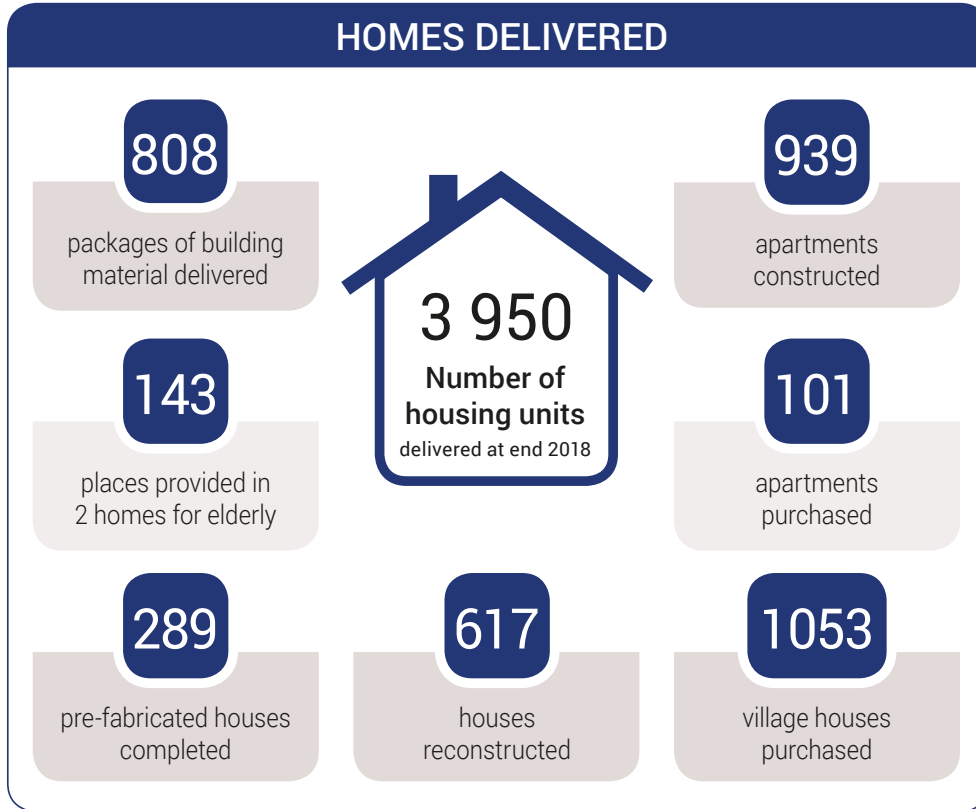 HOMES DELIVERED
808
packages of building
material delivered
939
apartments
constructed
3 950
Number of
housing units
delivered at end 2018
143
places provided in
2 homes for elderly
101
apartments
purchased
289
pre-fabricated houses
completed
617
houses
reconstructed
1053
village houses
purchased